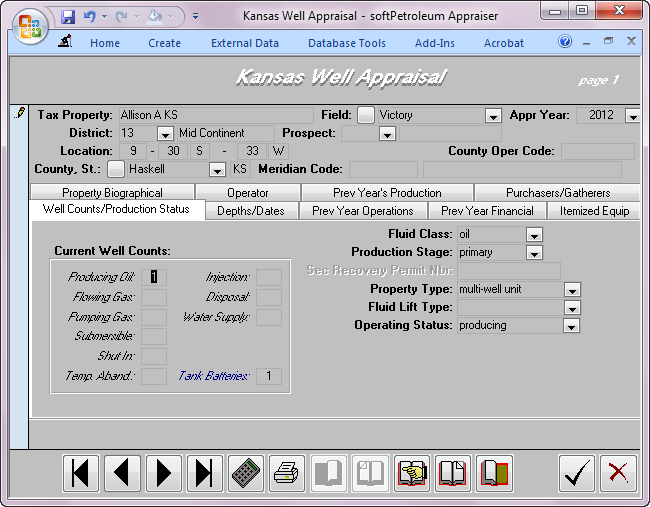 Kansas Well Appraisal - softPetroleum Appraiser
Home Create External Data Database Tools Add-Ins Acrobat
Kansas Well Appraisal page 1
Tax Property: Allison A KS Field: Victory Appr Year: 2012
District: 13 Mid Continent Prospect:
Location: 9 - 30 S - 33 W County Oper Code:
County, St.: Haskell KS Meridian Code:
Property Biographical Operator Prev Year's Production Purchasers/Gatherers
Well Counts/Production Status Depths/Dates Prev Year Operations Prev Year Financial Itemized Equip
Fluid Class: oil
Current Well Counts: Production Stage: primary
Sec Recovery Permit Nbr:
Producing Oil: 1 Injection:
Property Type: multi-well unit
Flowing Gas: Disposal:
Fluid Lift Type:
Pumping Gas: Water Supply:
Operating Status: producing
Submersible:
Shut In:
Temp. Aband.: Tank Batteries: 1